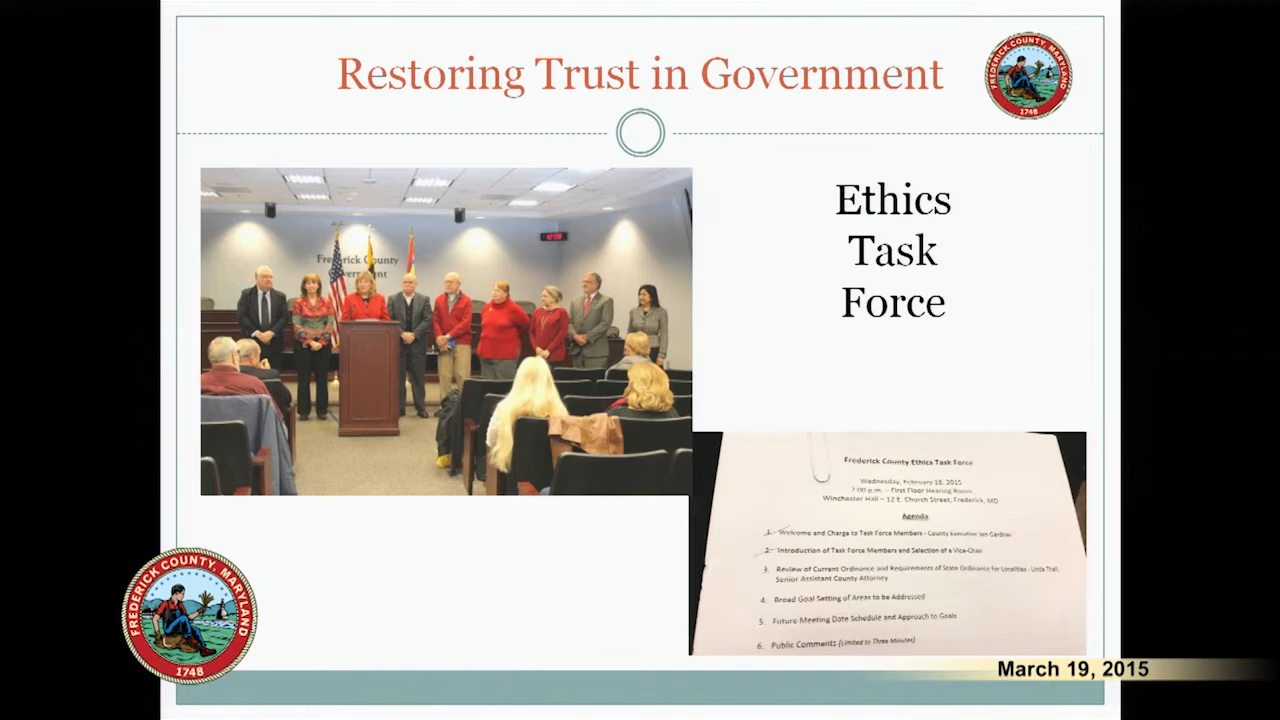 Restoring Trust in Government
FREDERICK COUNTY, MARYLAND
1748
Ethics
Task
Force
Frederick County
Government
Frederick County Ethics Task Force
Wednesday, February 18, 2015
7:00 p.m. – First Floor Hearing Room
Winchester Hall – 12 E. Church Street, Frederick, MD
Agenda
1. Welcome and Charge to Task Force Members - County Executive Jan Gardner
2. Introduction of Task Force Members and Selection of a Vice-Chair
3. Review of Current Ordinance and Requirements of State Ordinance for Localities - Trail,
Senior Assistant County Attorney
4. Broad Goal Setting of Areas to be Addressed
5. Future Meeting Date Schedule and Approach to Goals
6. Public Comments (Limited to Three Minutes)
FREDERICK COUNTY, MARYLAND
1748
March 19, 2015